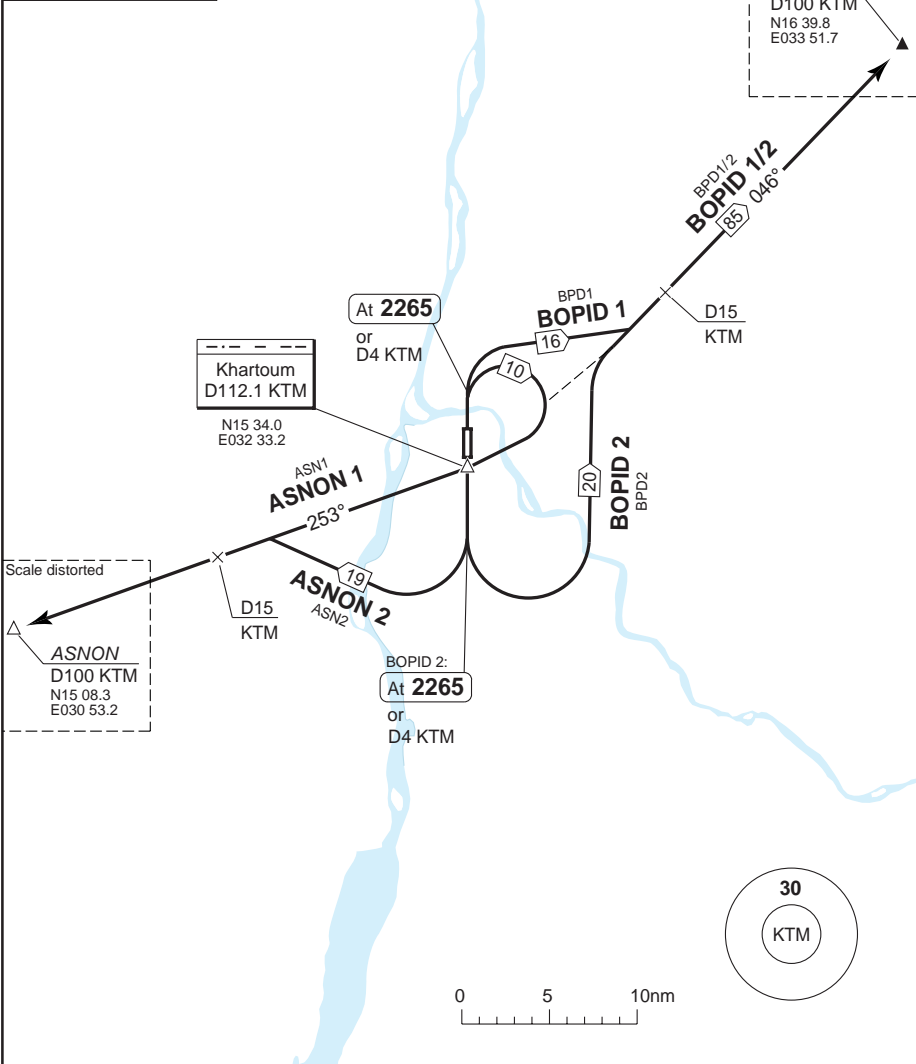 D100 KTM
N16 39.8
E033 51.7
BPD1/2
BOPID 1/2
85 046°
At 2265
or
D4 KTM
BPD1
BOPID 1
16
D15
KTM
10
Khartoum
D112.1 KTM
N15 34.0
E032 33.2
ASN1
ASNON 1
253°
20
BOPID 2
BPD2
Scale distorted
19
ASNON 2
ASN2
D15
KTM
ASNON
D100 KTM
N15 08.3
E030 53.2
BOPID 2:
At 2265
or
D4 KTM
30
KTM
0 5 10nm